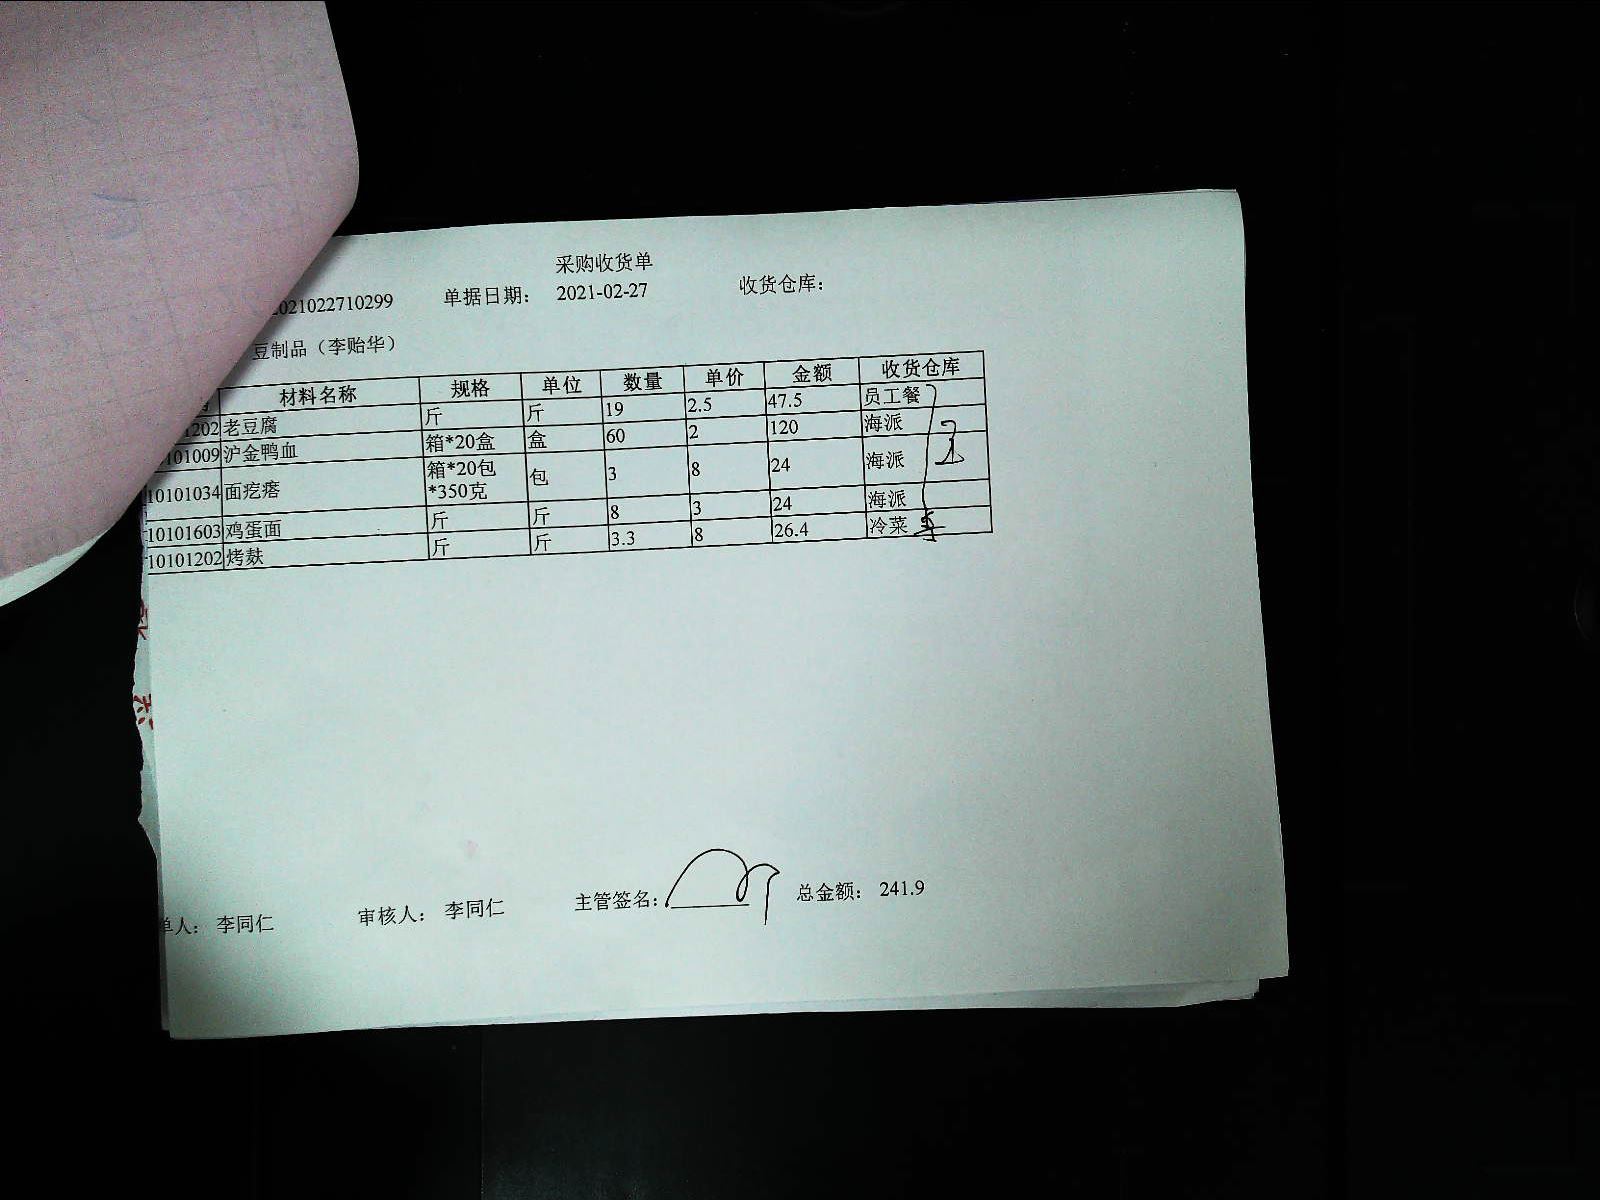 采购收货单
2021022710299 单据日期： 2021-02-27 收货仓库：
豆制品（李贻华）
材料名称 规格 单位 数量 单价 金额 收货仓库
1202 老豆腐 斤 斤 19 2.5 47.5 员工餐
101009 沪金鸭血 箱*20盒 盒 60 2 120 海派
10101034 面疙瘩 箱*20包*350克 包 3 8 24 海派
10101603 鸡蛋面 斤 斤 8 3 24 海派
10101202 烤麸 斤 斤 3.3 8 26.4 冷菜
单人： 李同仁 审核人： 李同仁 主管签名： 总金额： 241.9